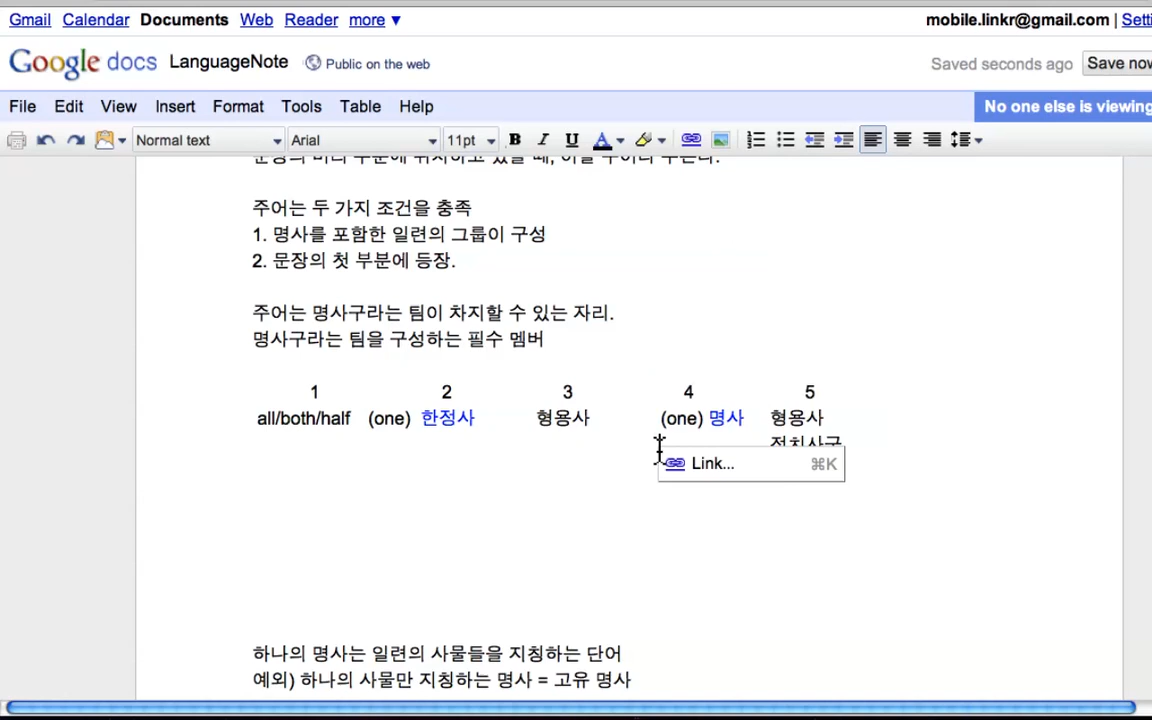 Gmail Calendar Documents Web Reader more ▼ mobile.linkr@gmail.com |
Google docs LanguageNote Public on the web Saved seconds ago Save now
File Edit View Insert Format Tools Table Help No one else is viewing
Normal text Arial 11pt B I U A
주어는 두 가지 조건을 충족
1. 명사를 포함한 일련의 그룹이 구성
2. 문장의 첫 부분에 등장.
주어는 명사구라는 팀이 차지할 수 있는 자리.
명사구라는 팀을 구성하는 필수 멤버
1 2 3 4 5
all/both/half (one) 한정사 형용사 (one) 명사 형용사
전치사구
Link... ⌘K
하나의 명사는 일련의 사물들을 지칭하는 단어
예외) 하나의 사물만 지칭하는 명사 = 고유 명사